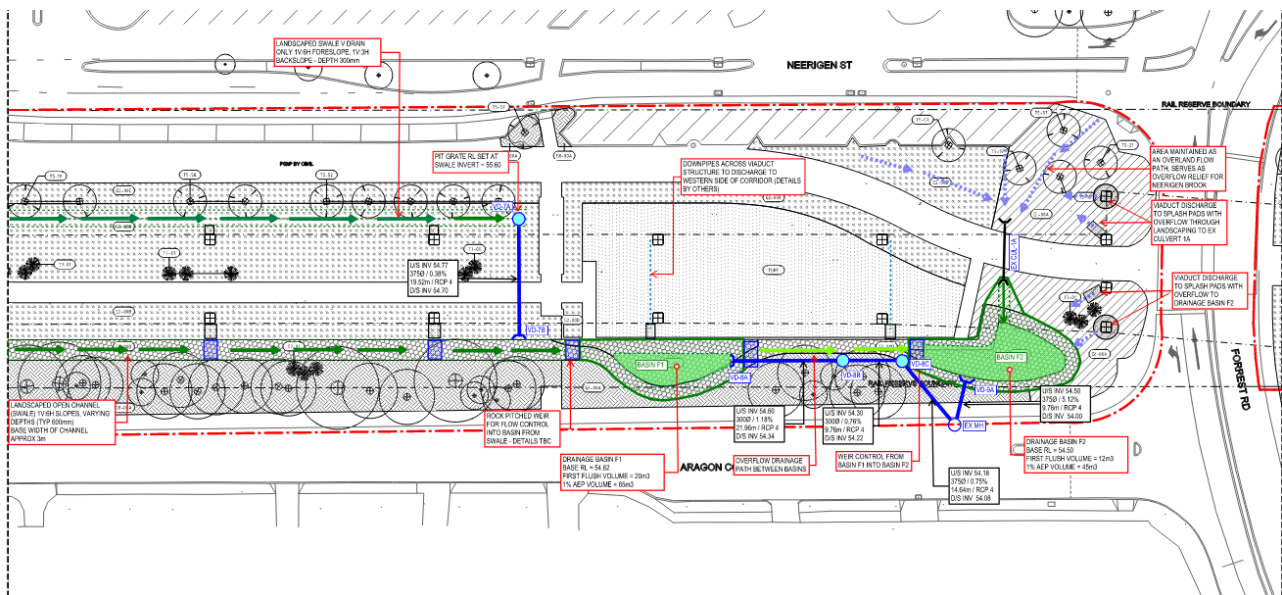 LANDSCAPED SWALE V DRAIN
ONLY 1V:6H FORESLOPE, 1V:3H
BACKSLOPE - DEPTH 300mm
NEERIGEN ST
RAIL RESERVE BOUNDARY
PIT GRATE RL SET AT
SWALE INVERT ~ 55.60
DOWNPIPES ACROSS VIADUCT
STRUCTURE TO DISCHARGE TO
WESTERN SIDE OF CORRIDOR (DETAILS
BY OTHERS)
AREA MAINTAINED AS
AN OVERLAND FLOW
PATH, SERVES AS
OVERFLOW RELIEF FOR
NEERIGEN BROOK
VIADUCT DISCHARGE
TO SPLASH PADS WITH
OVERFLOW THROUGH
LANDSCAPING TO EX
CULVERT 1A
VD-7A
EX CUL-1A
U/S INV 54.77
375Ø / 0.38%
19.52m / RCP 4
D/S INV 54.70
TURF
VIADUCT DISCHARGE
TO SPLASH PADS WITH
OVERFLOW TO
DRAINAGE BASIN F2
VD-7B
BASIN F1
BASIN F2
VD-8A
VD-8B
VD-8C
VD-9A
RAIL RESERVE BOUNDARY
FORREST RD
LANDSCAPED OPEN CHANNEL
(SWALE) 1V:6H SLOPES, VARYING
DEPTHS (TYP 600mm)
BASE WIDTH OF CHANNEL
APPROX 3m
ROCK PITCHED WEIR
FOR FLOW CONTROL
INTO BASIN FROM
SWALE - DETAILS TBC
U/S INV 54.60
300Ø / 1.18%
21.96m / RCP 4
D/S INV 54.34
U/S INV 54.30
300Ø / 0.76%
9.76m / RCP 4
D/S INV 54.22
EX MH
U/S INV 54.50
375Ø / 5.12%
9.76m / RCP 4
D/S INV 54.00
DRAINAGE BASIN F1
BASE RL = 54.62
FIRST FLUSH VOLUME = 20m3
1% AEP VOLUME = 65m3
ARAGON C
OVERFLOW DRAINAGE
PATH BETWEEN BASINS
WEIR CONTROL FROM
BASIN F1 INTO BASIN F2
DRAINAGE BASIN F2
BASE RL = 54.50
FIRST FLUSH VOLUME = 12m3
1% AEP VOLUME = 45m3
U/S INV 54.18
375Ø / 0.75%
14.64m / RCP 4
D/S INV 54.08